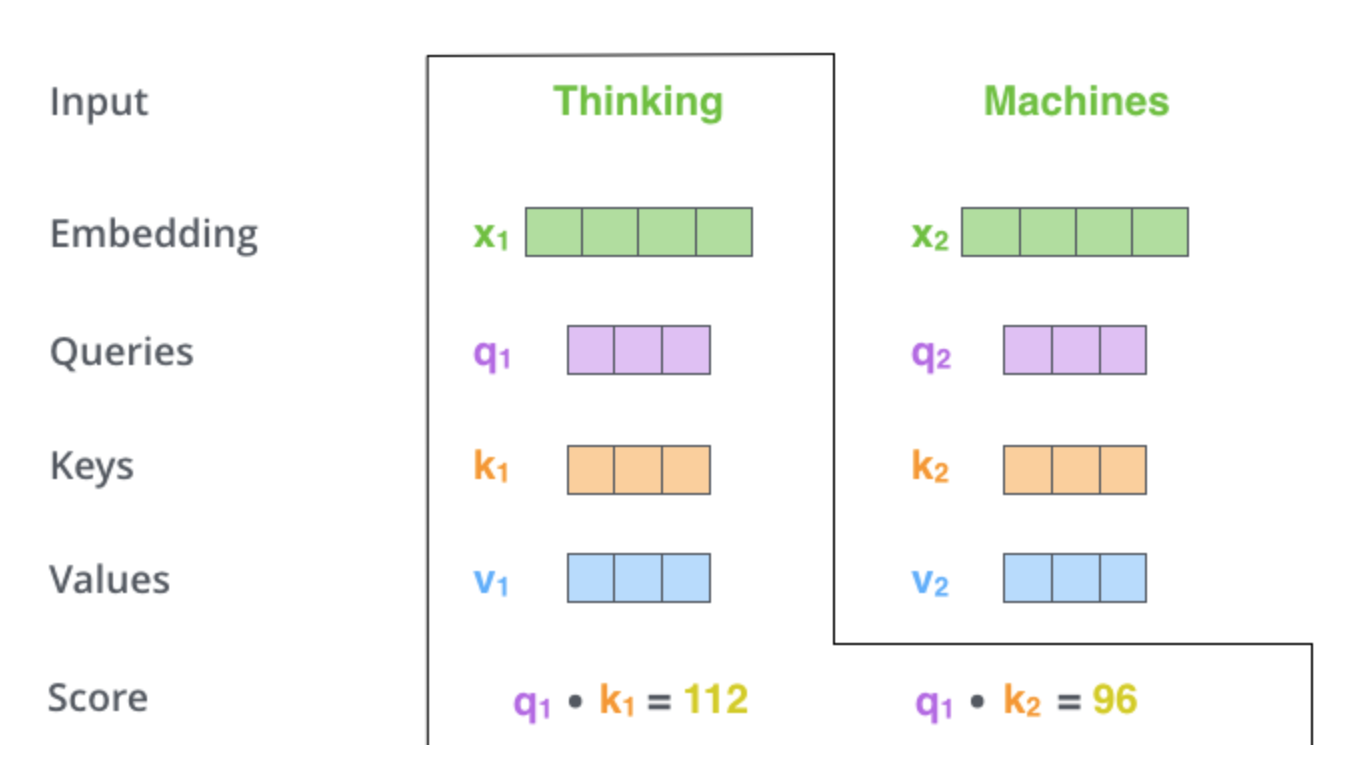 Input Thinking Machines
Embedding x₁ x₂
Queries q₁ q₂
Keys k₁ k₂
Values v₁ v₂
Score q₁ • k₁ = 112 q₁ • k₂ = 96